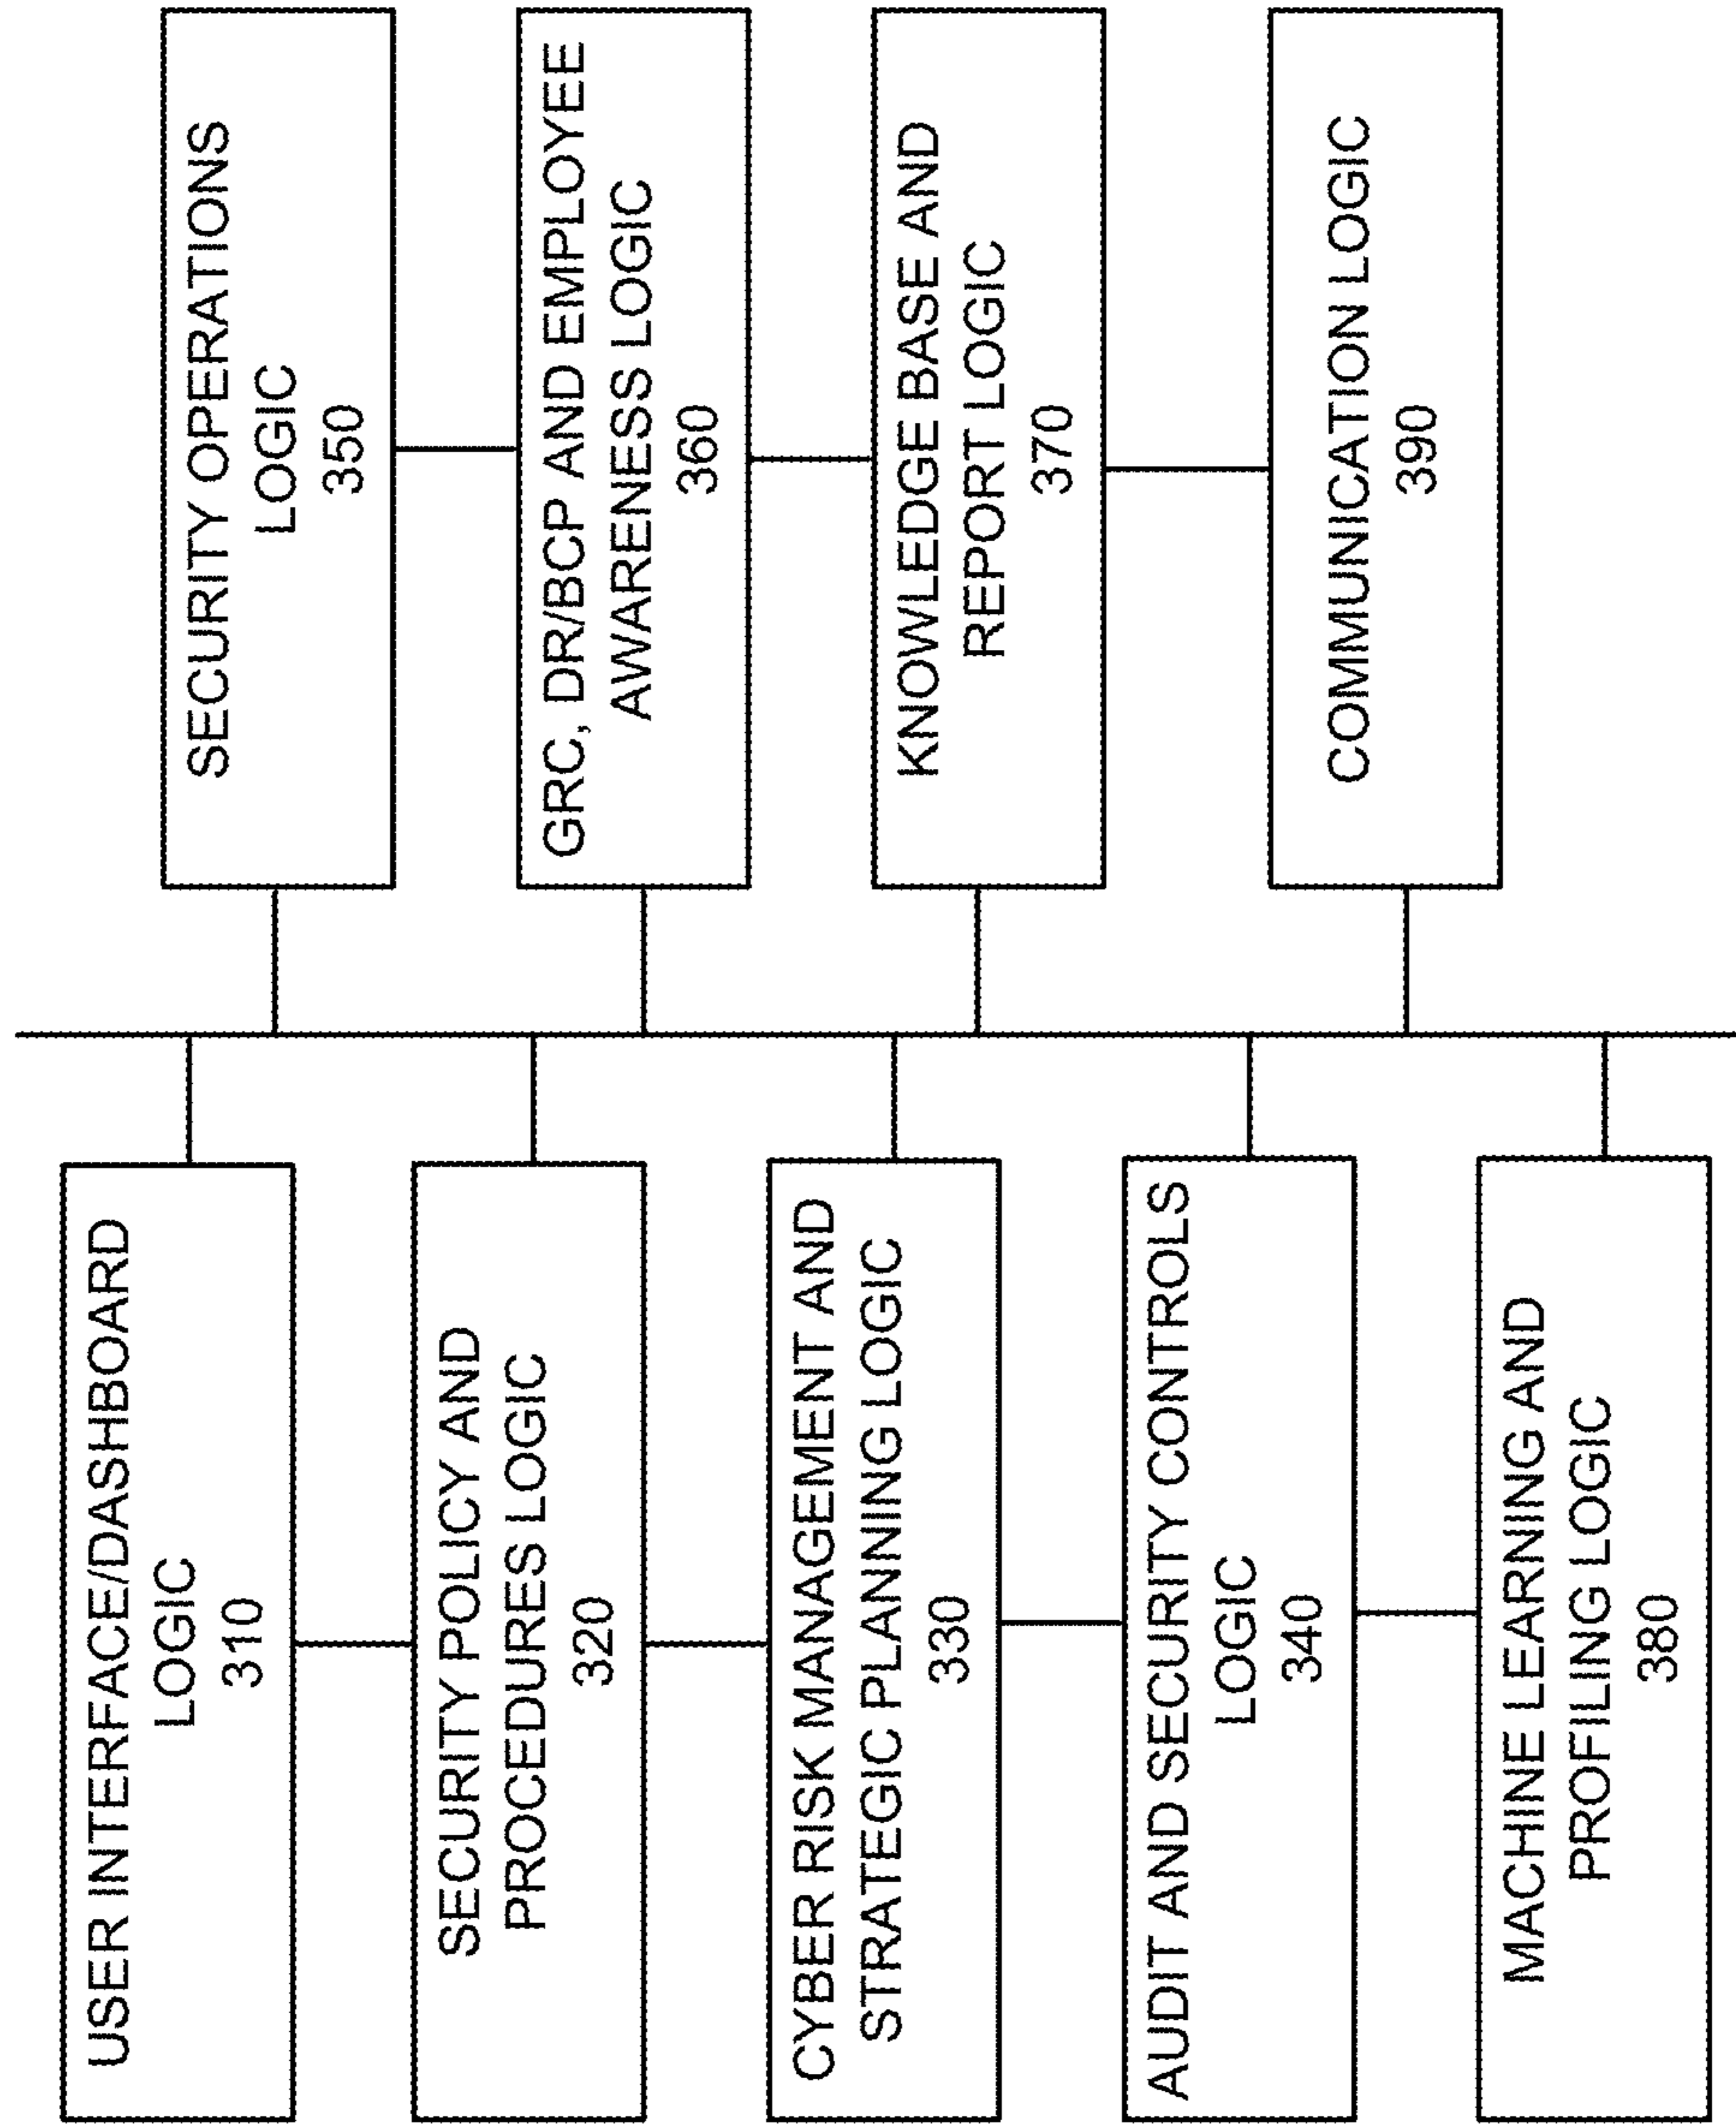 USER INTERFACE/DASHBOARD
LOGIC
310
SECURITY POLICY AND
PROCEDURES LOGIC
320
CYBER RISK MANAGEMENT AND
STRATEGIC PLANNING LOGIC
330
AUDIT AND SECURITY CONTROLS
LOGIC
340
MACHINE LEARNING AND
PROFILING LOGIC
380
SECURITY OPERATIONS
LOGIC
350
GRC, DR/BCP AND EMPLOYEE
AWARENESS LOGIC
360
KNOWLEDGE BASE AND
REPORT LOGIC
370
COMMUNICATION LOGIC
390